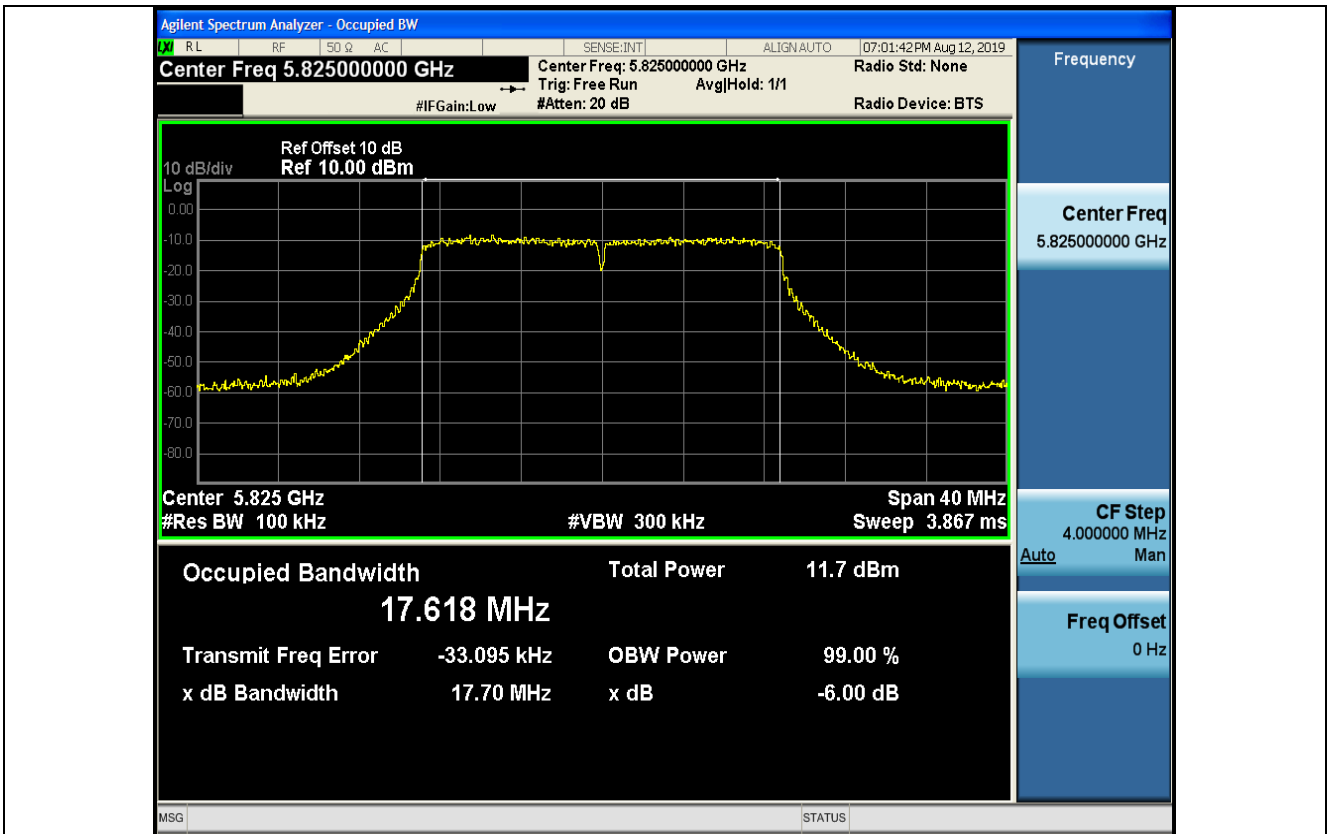 Agilent Spectrum Analyzer - Occupied BW
LXI RL RF 50 Ω AC SENSE:INT ALIGN AUTO 07:01:42 PM Aug 12, 2019
Center Freq 5.825000000 GHz
Center Freq: 5.825000000 GHz
Radio Std: None
Trig: Free Run Avg|Hold: 1/1
#IFGain:Low #Atten: 20 dB Radio Device: BTS
Ref Offset 10 dB
10 dB/div Ref 10.00 dBm
Log
0.00
-10.0
-20.0
-30.0
-40.0
-50.0
-60.0
-70.0
-80.0
Center 5.825 GHz Span 40 MHz
#Res BW 100 kHz #VBW 300 kHz Sweep 3.867 ms
Occupied Bandwidth Total Power 11.7 dBm
17.618 MHz
Transmit Freq Error -33.095 kHz OBW Power 99.00 %
x dB Bandwidth 17.70 MHz x dB -6.00 dB
MSG STATUS
Frequency
Center Freq
5.825000000 GHz
CF Step
4.000000 MHz
Auto Man
Freq Offset
0 Hz